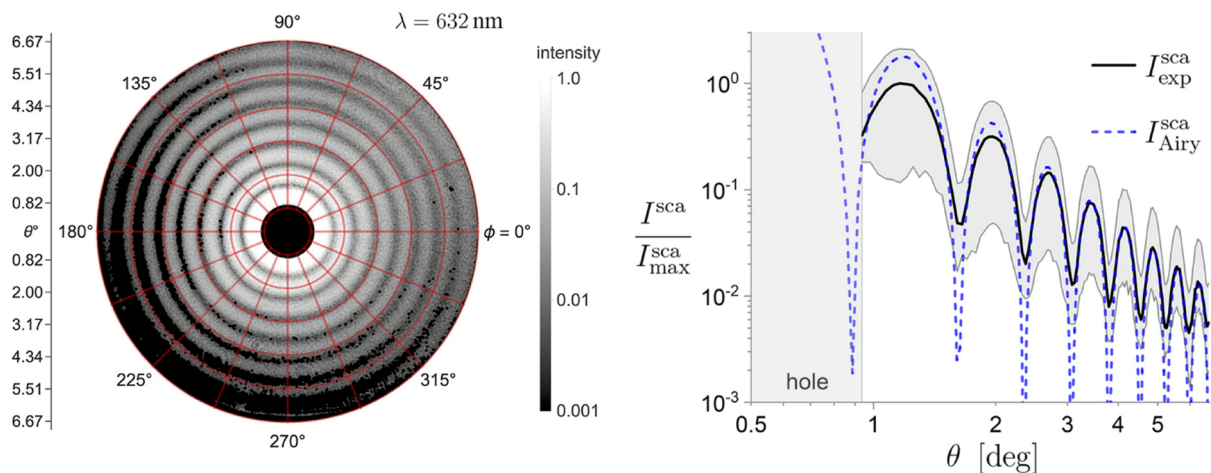 λ = 632 nm
90°
45°
135°
180°
ϕ = 0°
225°
315°
270°
6.67
5.51
4.34
3.17
2.00
0.82
θ°
0.82
2.00
3.17
4.34
5.51
6.67
intensity
1.0
0.1
0.01
0.001
I^sca
I^sca_max
10^0
10^-1
10^-2
10^-3
I^sca_exp
I^sca_Airy
hole
0.5 1 2 3 4 5
θ [deg]